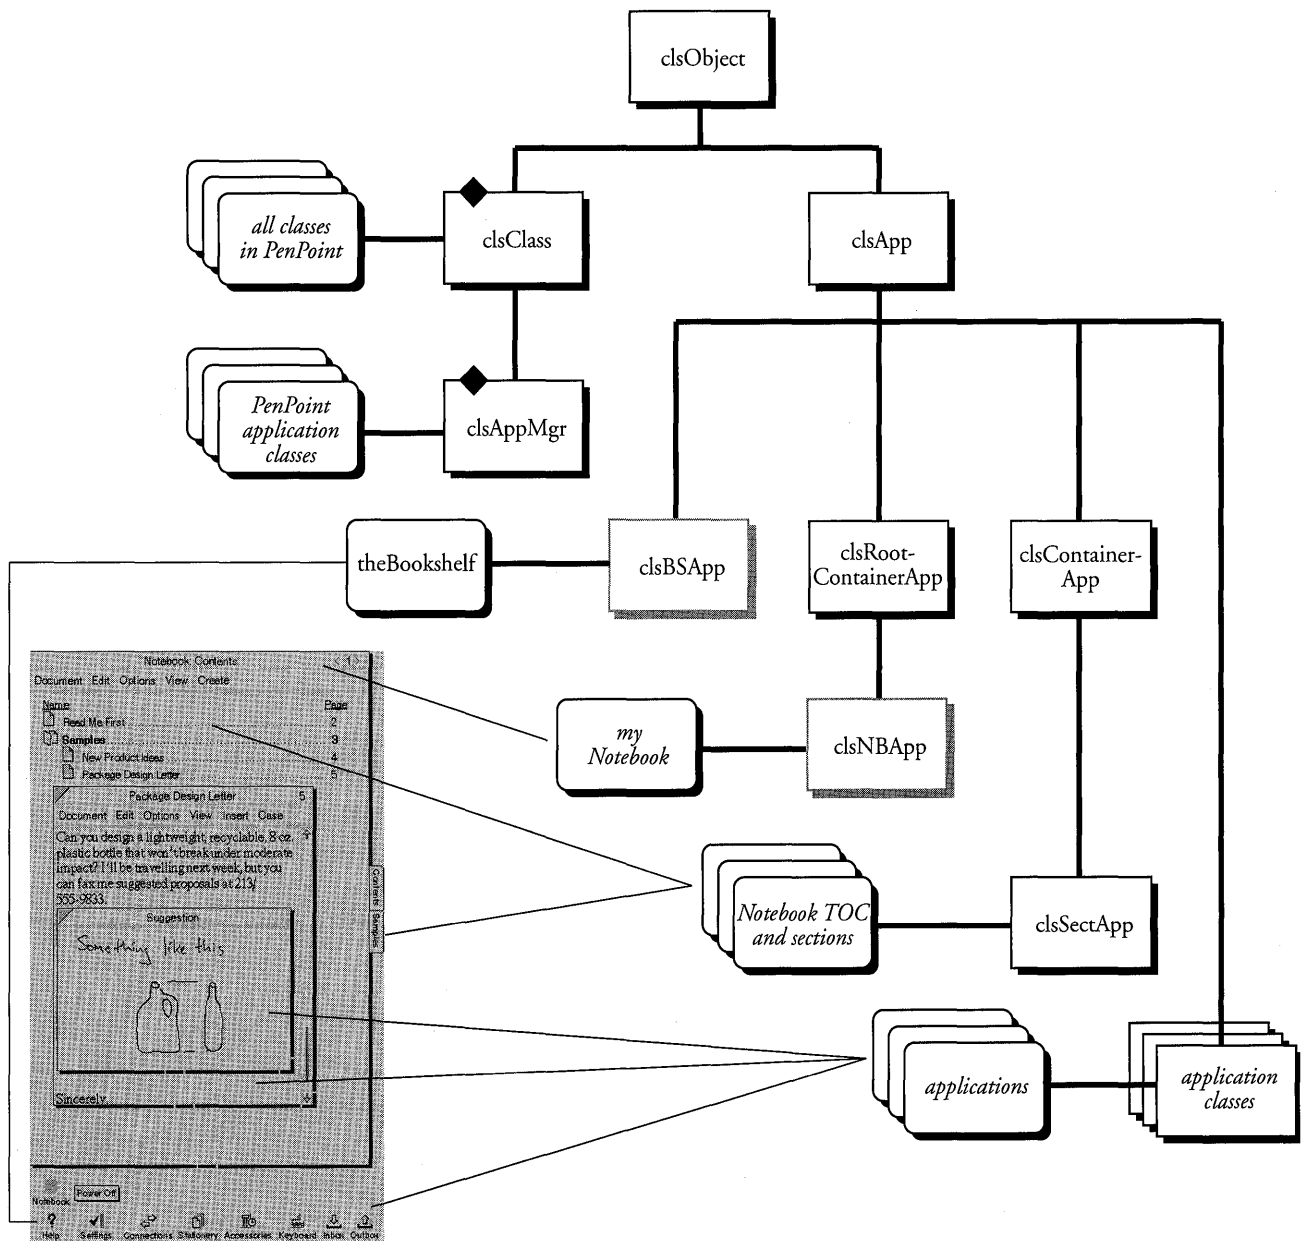 clsObject
all classes
in PenPoint
clsClass
clsApp
PenPoint
application
classes
clsAppMgr
theBookshelf
clsBSApp
clsRoot-
ContainerApp
clsContainer-
App
my
Notebook
clsNBApp
Notebook TOC
and sections
clsSectApp
applications
application
classes
Notebook Contents
1
Document Edit Options View Create
Name Page
Read Me First 2
Samples 3
New Product Ideas 4
Package Design Letter 5
Package Design Letter 5
Document Edit Options View Insert Case
Can you design a lightweight, recyclable, 8 oz.
plastic bottle that won't break under moderate
impact? I'll be travelling next week, but you
can fax me suggested proposals at 213/
555-9833.
Suggestion
Something like this
Sincerely
Contents
Samples
Notebook
Power Off
Help Settings Connections Stationery Accessories Keyboard Inbox Outbox